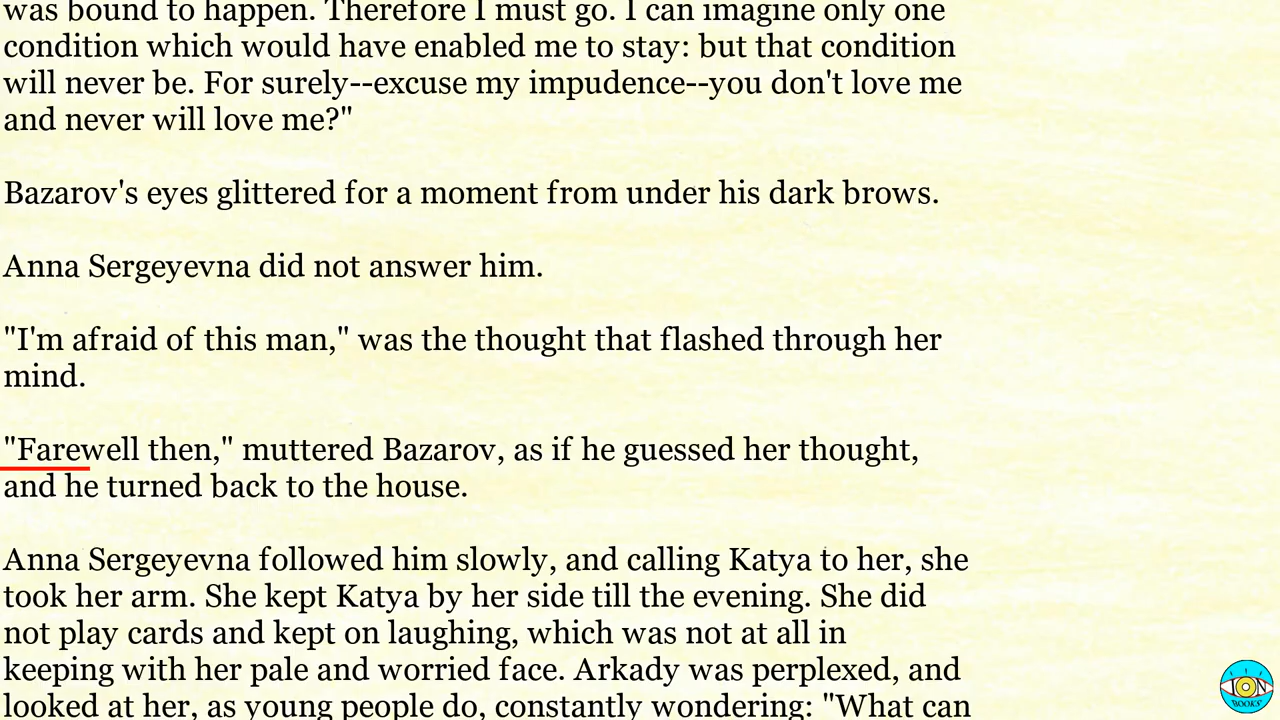 was bound to happen. Therefore I must go. I can imagine only one
condition which would have enabled me to stay: but that condition
will never be. For surely--excuse my impudence--you don't love me
and never will love me?"
Bazarov's eyes glittered for a moment from under his dark brows.
Anna Sergeyevna did not answer him.
"I'm afraid of this man," was the thought that flashed through her
mind.
"Farewell then," muttered Bazarov, as if he guessed her thought,
and he turned back to the house.
Anna Sergeyevna followed him slowly, and calling Katya to her, she
took her arm. She kept Katya by her side till the evening. She did
not play cards and kept on laughing, which was not at all in
keeping with her pale and worried face. Arkady was perplexed, and
looked at her, as young people do, constantly wondering: "What can
ION
BOOKS